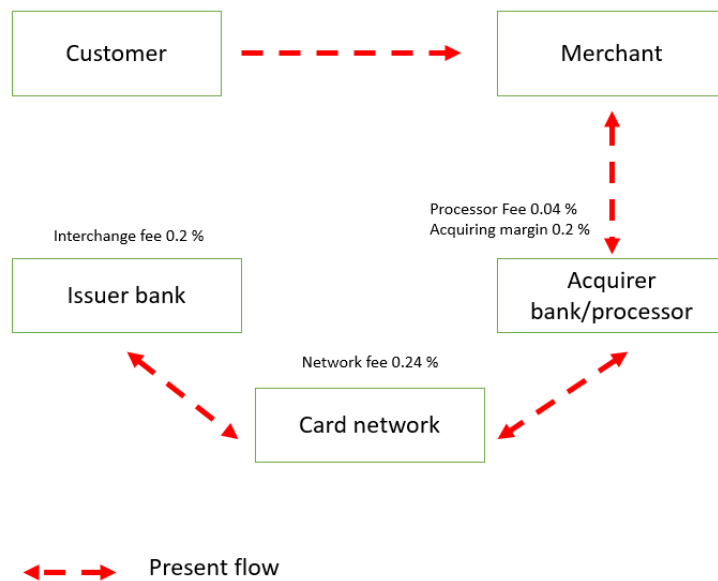 Customer
Merchant
Processor Fee 0.04 %
Acquiring margin 0.2 %
Interchange fee 0.2 %
Issuer bank
Acquirer
bank/processor
Network fee 0.24 %
Card network
Present flow